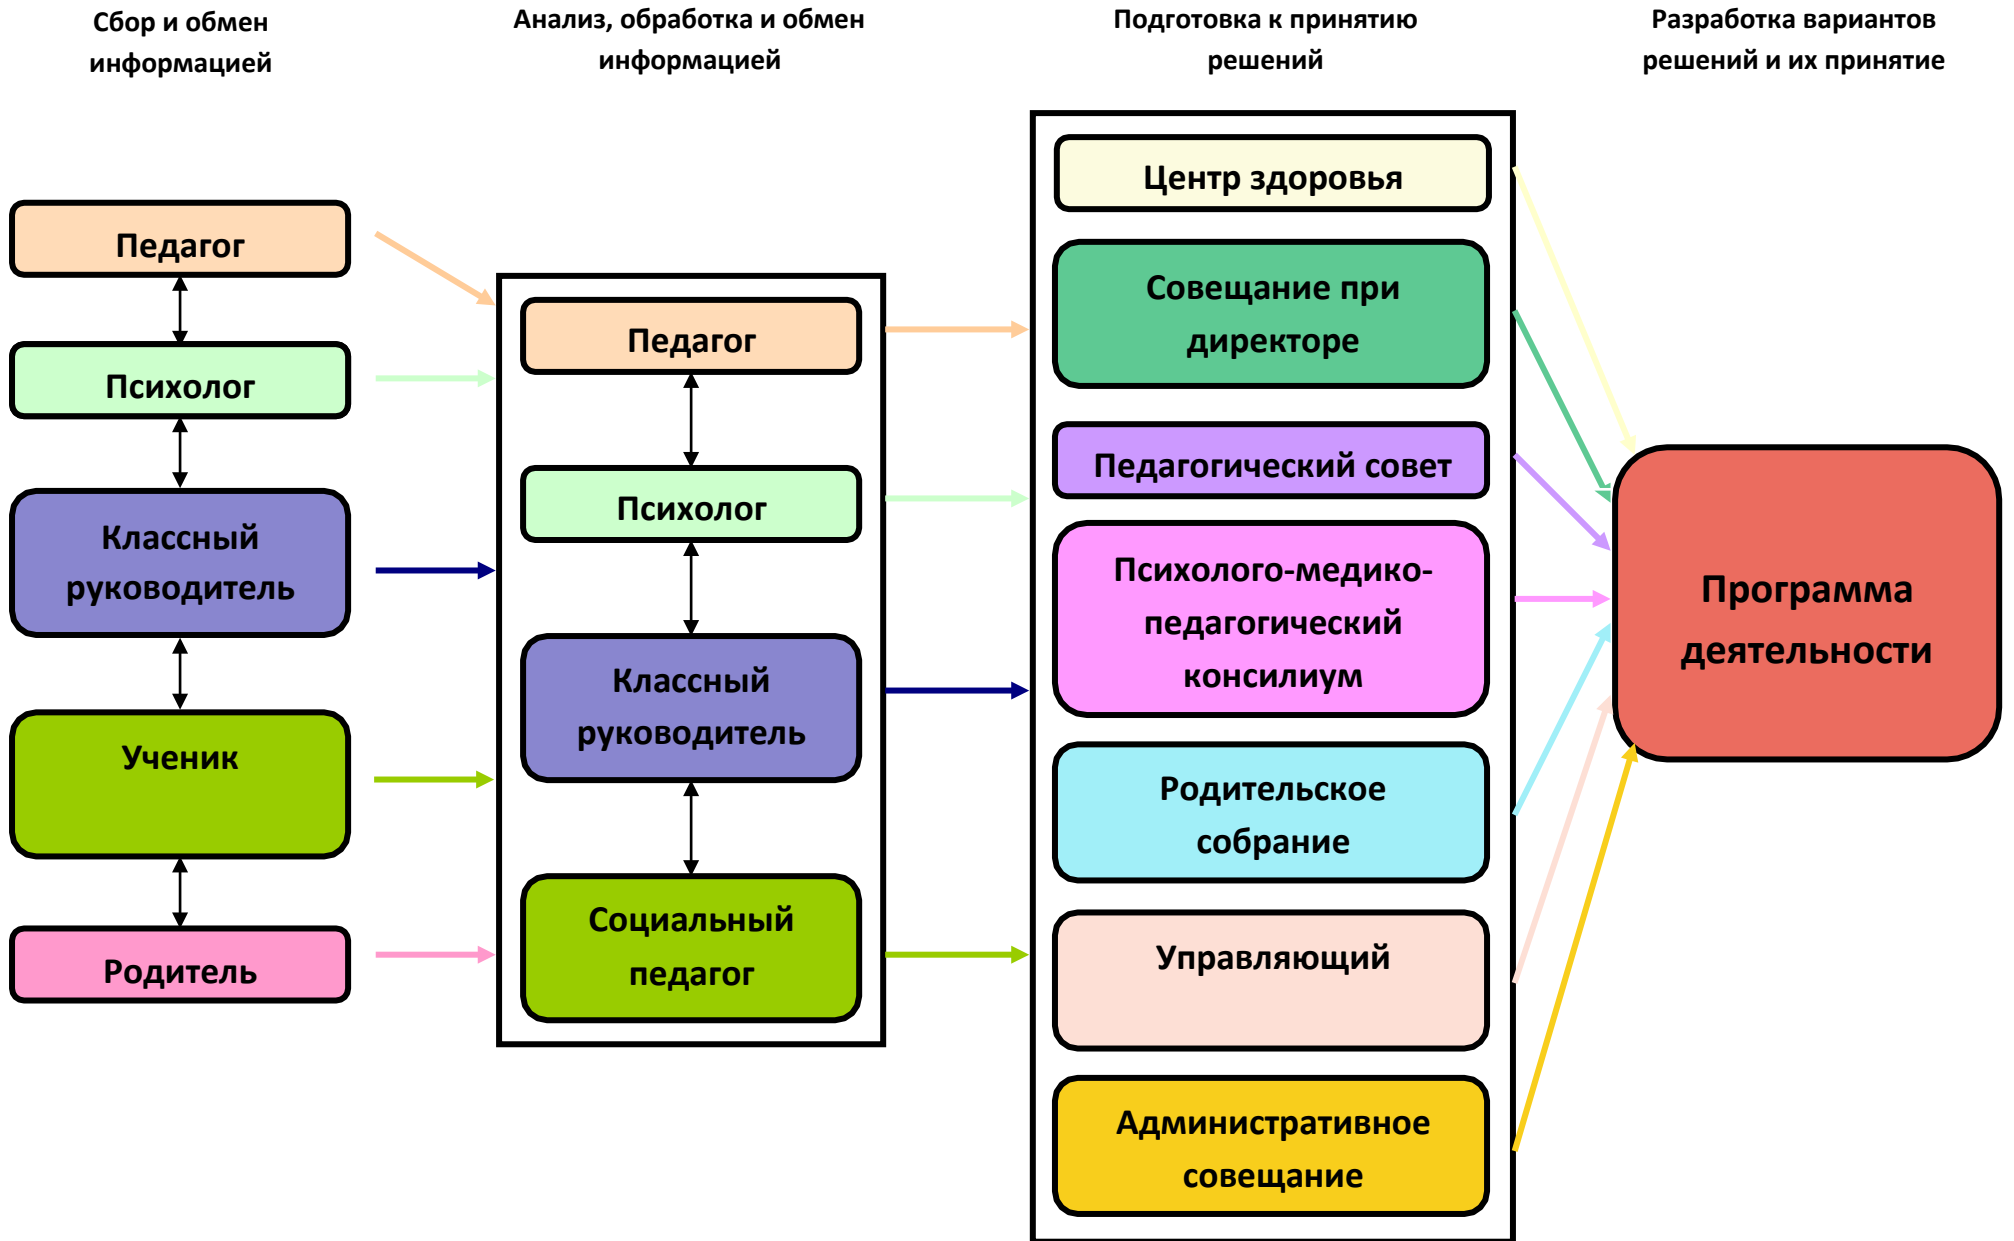 Сбор и обмен
информацией
Анализ, обработка и обмен
информацией
Подготовка к принятию
решений
Разработка вариантов
решений и их принятие
Педагог
Психолог
Классный
руководитель
Ученик
Родитель
Педагог
Психолог
Классный
руководитель
Социальный
педагог
Центр здоровья
Совещание при
директоре
Педагогический совет
Психолого-медико-
педагогический
консилиум
Родительское
собрание
Управляющий
Административное
совещание
Программа
деятельности